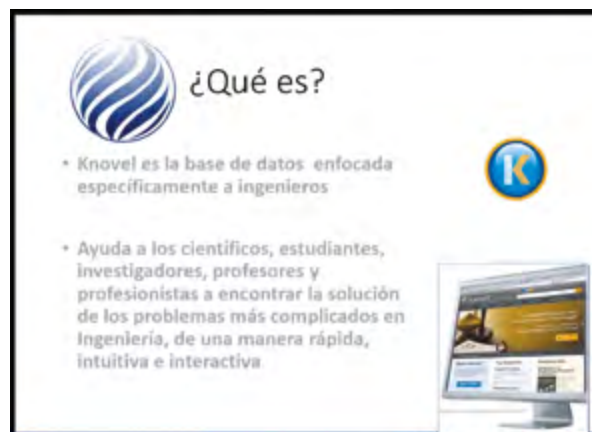 ¿Qué es?
• Knovel es la base de datos enfocada
específicamente a ingenieros
K
• Ayuda a los científicos, estudiantes,
investigadores, profesores y
profesionistas a encontrar la solución
de los problemas más complicados en
Ingeniería, de una manera rápida,
intuitiva e interactiva